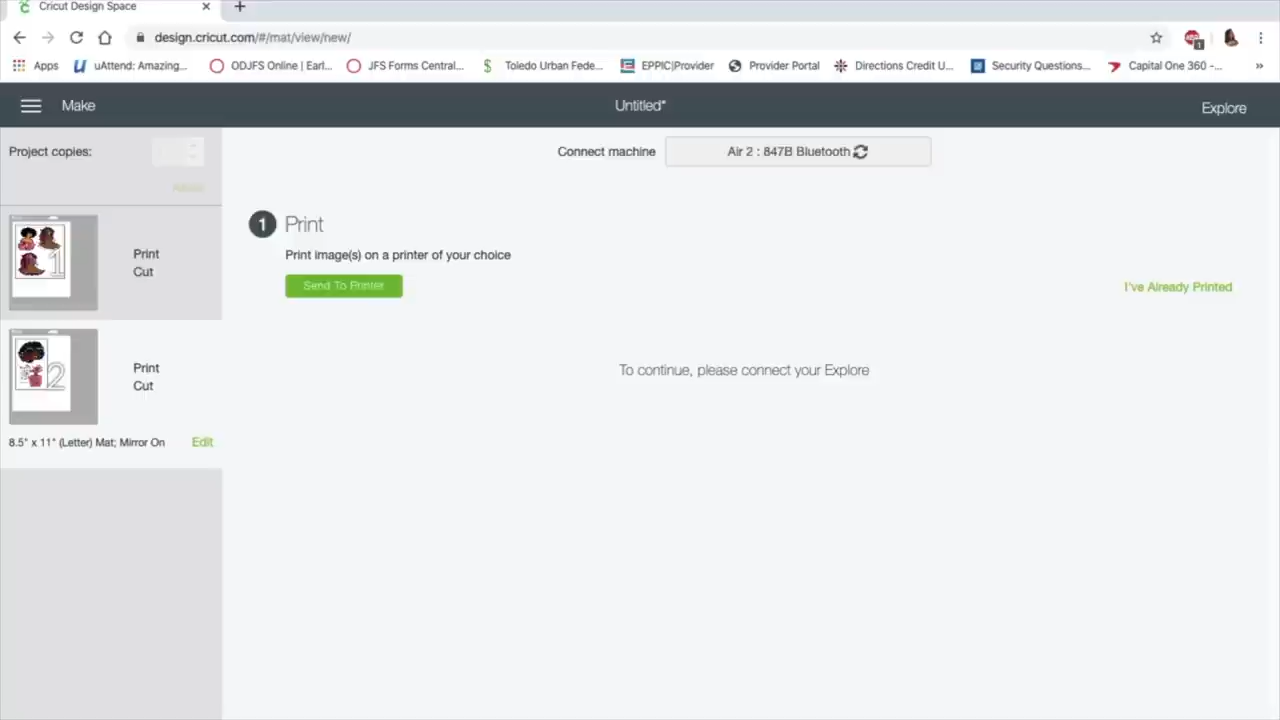 Cricut Design Space
design.cricut.com/#/mat/view/new/
Apps uAttend: Amazing... ODJFS Online | Earl... JFS Forms Central... Toledo Urban Fede... EPPIC|Provider Provider Portal Directions Credit U... Security Questions... Capital One 360 -... »
Make Untitled* Explore
Project copies:
Connect machine Air 2 : 847B Bluetooth
1 Print
Print image(s) on a printer of your choice
Send To Printer
I've Already Printed
To continue, please connect your Explore
1
Print
Cut
2
Print
Cut
8.5" x 11" (Letter) Mat; Mirror On Edit